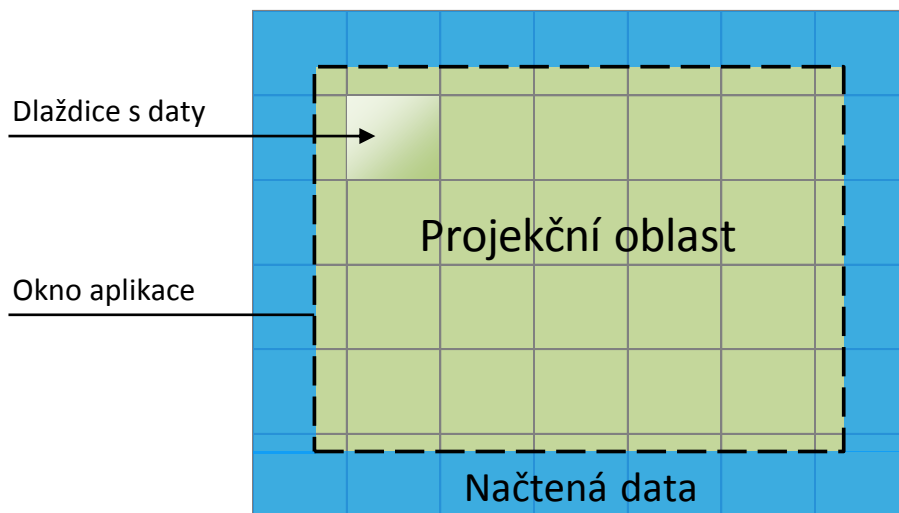 Dlaždice s daty
Projekční oblast
Okno aplikace
Načtená data